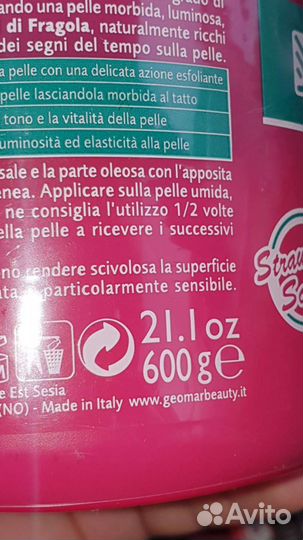 ando una pelle morbida, luminosa,
di Fragola, naturalmente ricchi
dei segni del tempo sulla pelle.
a pelle con una delicata azione esfoliante
pelle lasciandola morbida al tatto
tono e la vitalità della pelle
uminosità ed elasticità alla pelle
sale e la parte oleosa con l'apposita
enea. Applicare sulla pelle umida,
ne consiglia l'utilizzo 1/2 volte
ella pelle a ricevere i successivi
no rendere scivolosa la superficie
ata, o particolarmente sensibile.
21.1 oz
600 g e
e Est Sesia
(NO) - Made in Italy - www.geomarbeauty.it
Straw
Avito